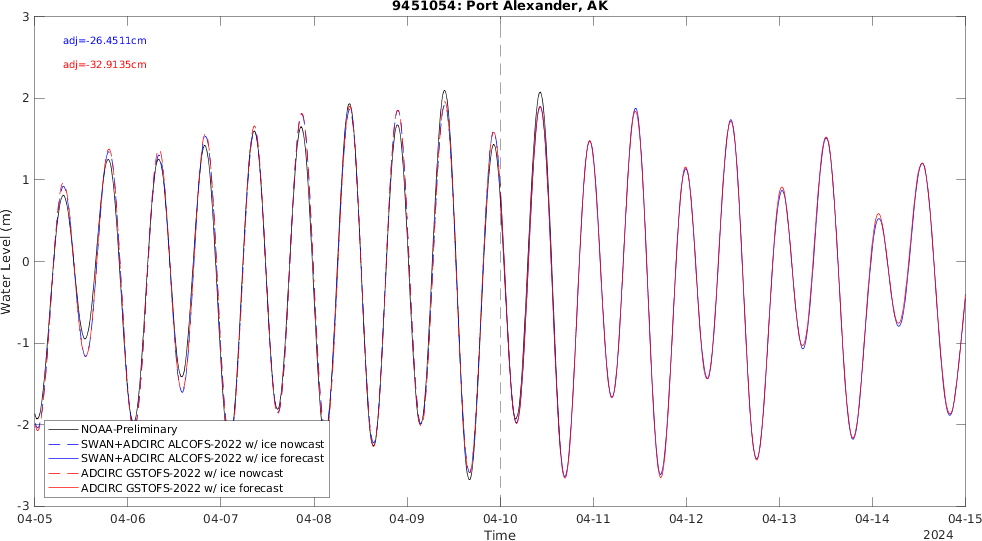 9451054: Port Alexander, AK
adj=-26.4511cm
adj=-32.9135cm
Water Level (m)
3
2
1
0
-1
-2
-3
NOAA-Preliminary
SWAN+ADCIRC ALCOFS-2022 w/ ice nowcast
SWAN+ADCIRC ALCOFS-2022 w/ ice forecast
ADCIRC GSTOFS-2022 w/ ice nowcast
ADCIRC GSTOFS-2022 w/ ice forecast
04-05 04-06 04-07 04-08 04-09 04-10 04-11 04-12 04-13 04-14 04-15
Time
2024